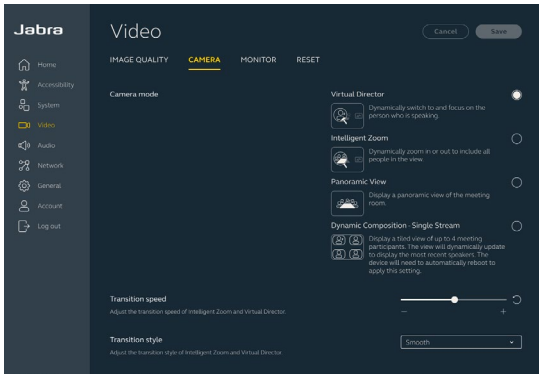 Jabra
Video
Cancel
Save
IMAGE QUALITY
CAMERA
MONITOR
RESET
Home
Accessibility
System
Video
Audio
Network
General
Account
Log out
Camera mode
Virtual Director
Dynamically switch to and focus on the
person who is speaking.
Intelligent Zoom
Dynamically zoom in or out to include all
people in the view.
Panoramic View
Display a panoramic view of the meeting
room.
Dynamic Composition - Single Stream
Display a tiled view of up to 4 meeting
participants. The view will dynamically update
to display the most recent speakers. The
device will need to automatically reboot to
apply this setting.
Transition speed
Adjust the transition speed of Intelligent Zoom and Virtual Director.
− +
Transition style
Adjust the transition style of Intelligent Zoom and Virtual Director.
Smooth